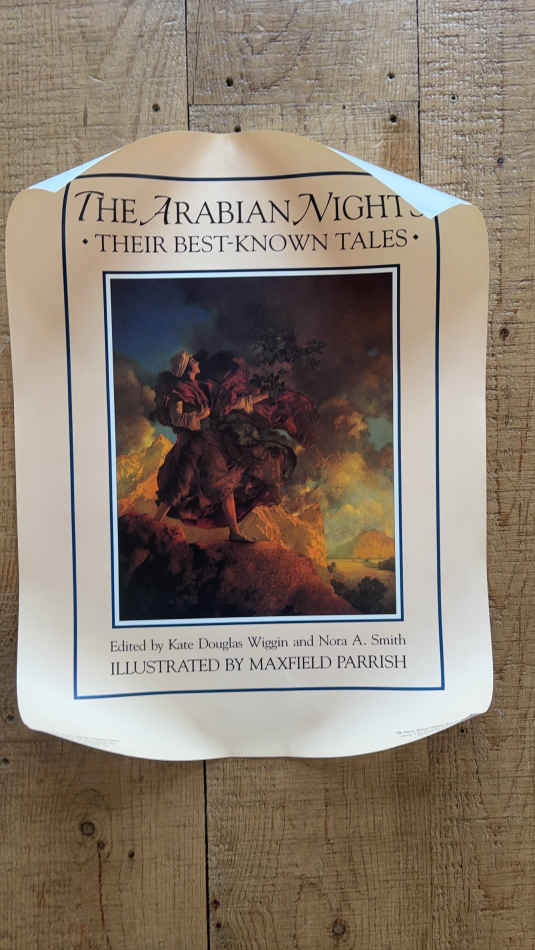 THE ARABIAN NIGHTS
• THEIR BEST-KNOWN TALES •
Edited by Kate Douglas Wiggin and Nora A. Smith
ILLUSTRATED BY MAXFIELD PARRISH